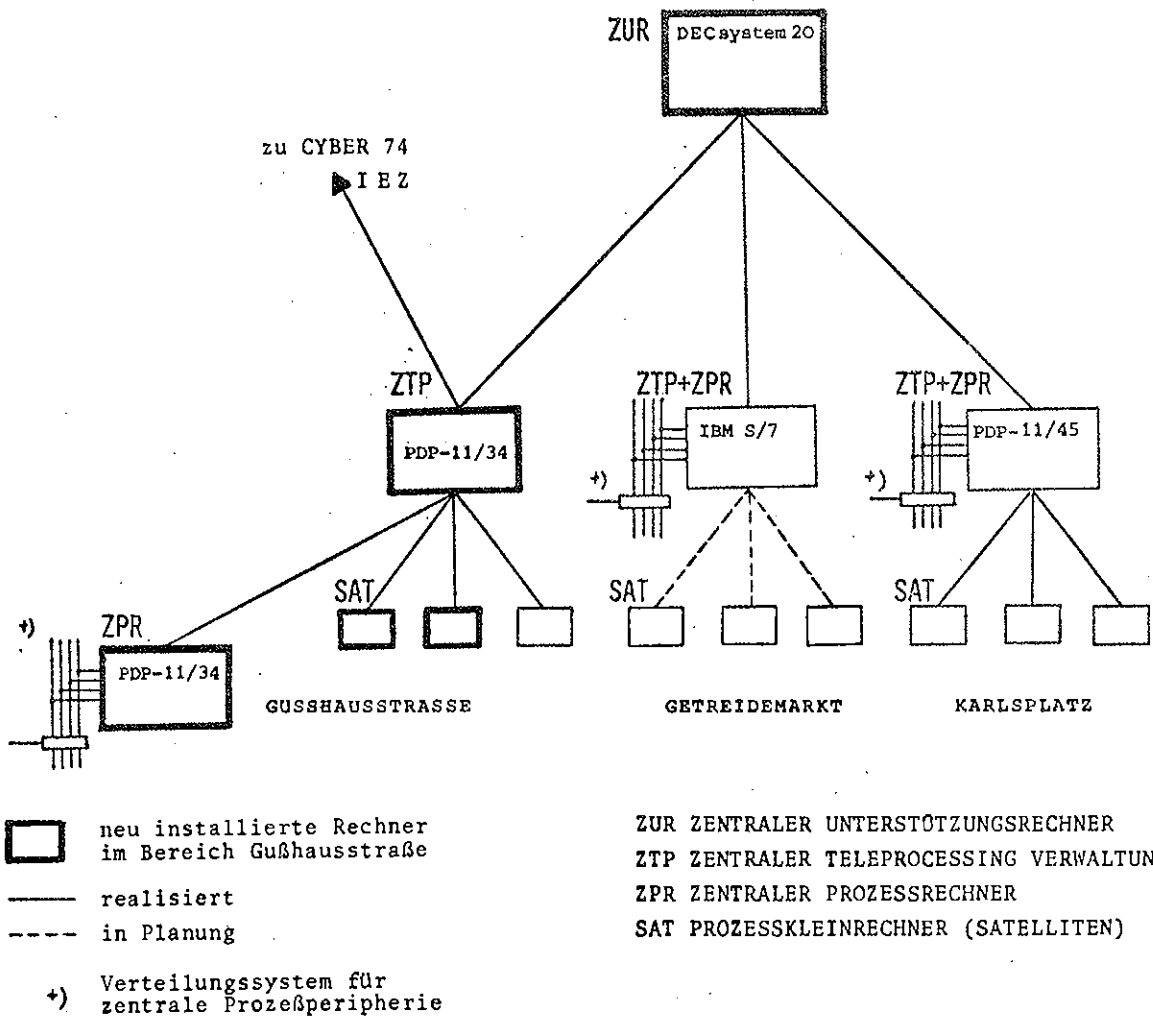 ZUR DECsystem 20
zu CYBER 74
IEZ
ZTP ZTP+ZPR ZTP+ZPR
PDP-11/34 IBM S/7 PDP-11/45
+) +)
SAT SAT SAT
+) ZPR
PDP-11/34
GUSSHAUSSTRASSE GETREIDEMARKT KARLSPLATZ
neu installierte Rechner
im Bereich Gußhausstraße
realisiert
in Planung
+) Verteilungssystem für
zentrale Prozeßperipherie
ZUR ZENTRALER UNTERSTÜTZUNGSRECHNER
ZTP ZENTRALER TELEPROCESSING VERWALTUN
ZPR ZENTRALER PROZESSRECHNER
SAT PROZESSKLEINRECHNER (SATELLITEN)